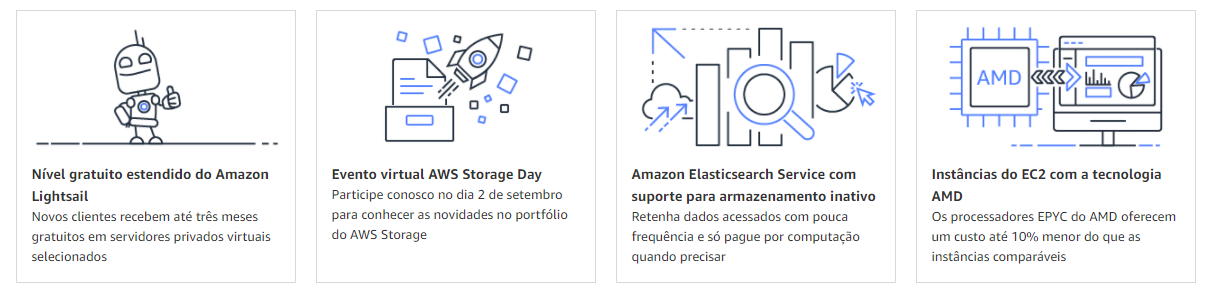 Nível gratuito estendido do Amazon
Lightsail
Novos clientes recebem até três meses
gratuitos em servidores privados virtuais
selecionados
Evento virtual AWS Storage Day
Participe conosco no dia 2 de setembro
para conhecer as novidades no portfólio
do AWS Storage
Amazon Elasticsearch Service com
suporte para armazenamento inativo
Retenha dados acessados com pouca
frequência e só pague por computação
quando precisar
AMD
Instâncias do EC2 com a tecnologia
AMD
Os processadores EPYC do AMD oferecem
um custo até 10% menor do que as
instâncias comparáveis